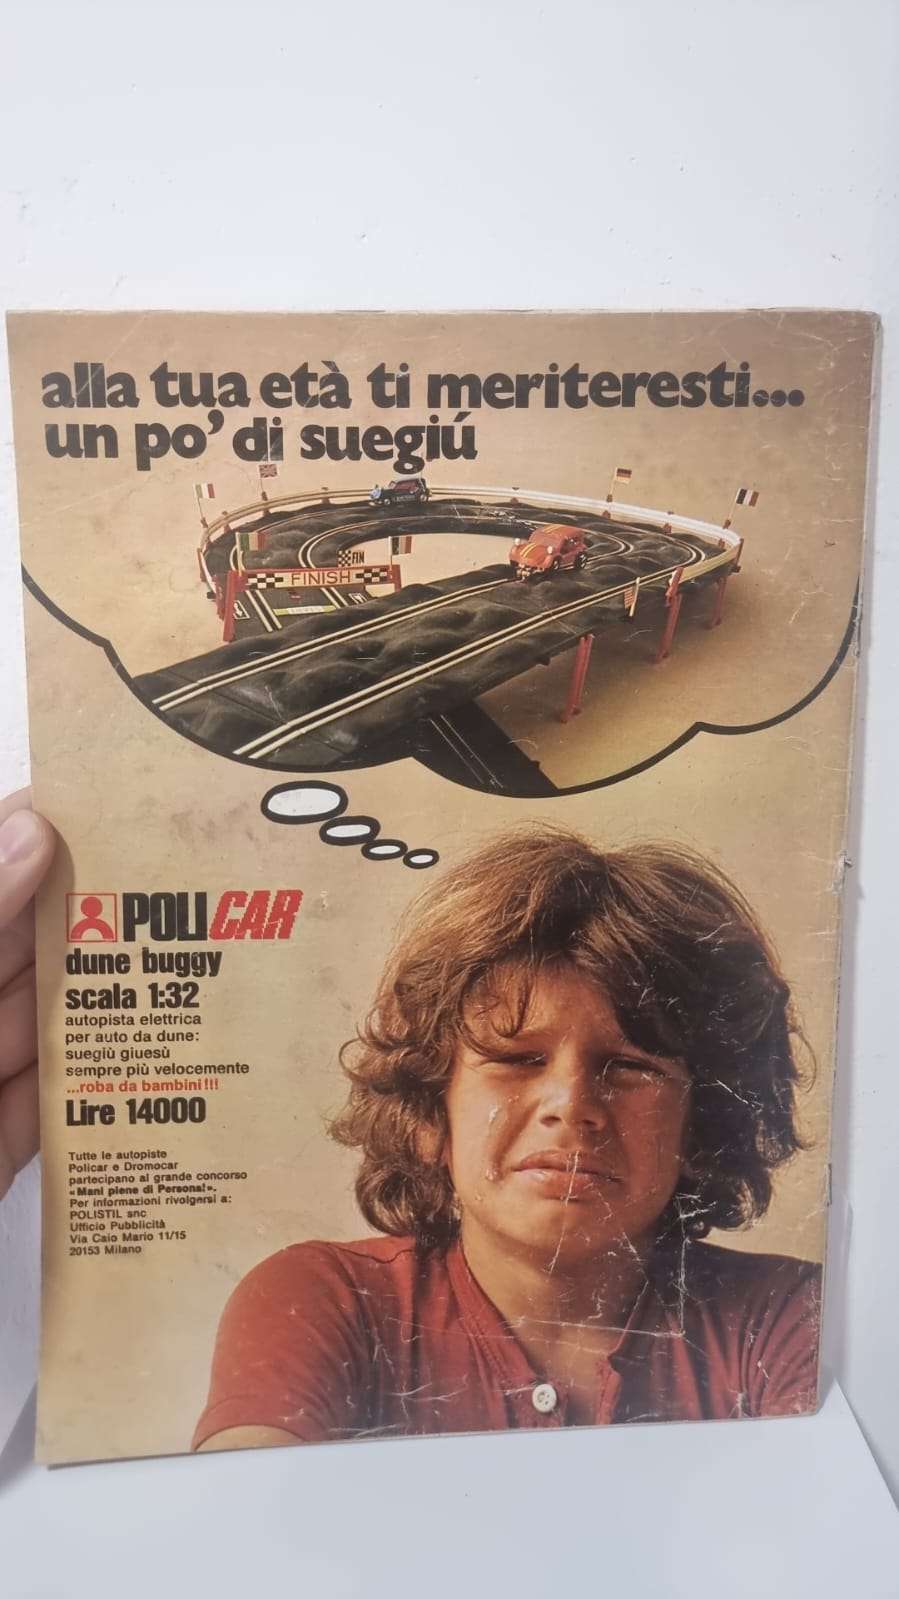 alla tua età ti meriteresti...
un po' di suegiú
FIN
FINISH
POLICAR
dune buggy
scala 1:32
autopista elettrica
per auto da dune:
suegiù giuesù
sempre più velocemente
...roba da bambini!!!
Lire 14000
Tutte le autopiste
Policar e Dromocar
partecipano al grande concorso
«Mani piene di Persona!».
Per informazioni rivolgersi a:
POLISTIL snc
Ufficio Pubblicità
Via Caio Mario 11/15
20153 Milano